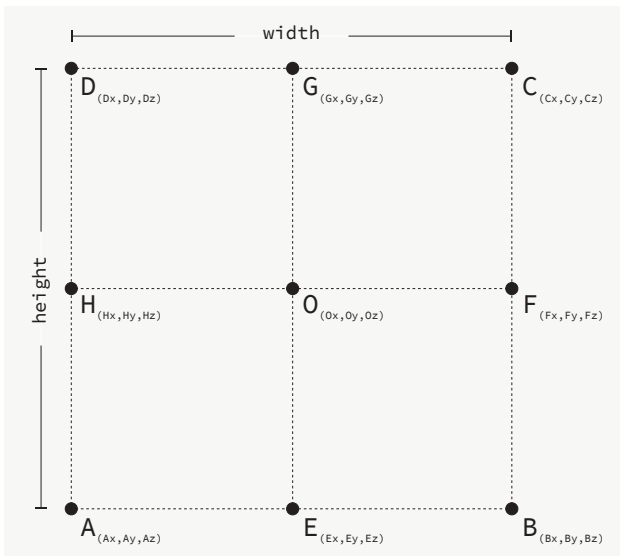 width
D(Dx,Dy,Dz) G(Gx,Gy,Gz) C(Cx,Cy,Cz)
height
H(Hx,Hy,Hz) O(Ox,Oy,Oz) F(Fx,Fy,Fz)
A(Ax,Ay,Az) E(Ex,Ey,Ez) B(Bx,By,Bz)